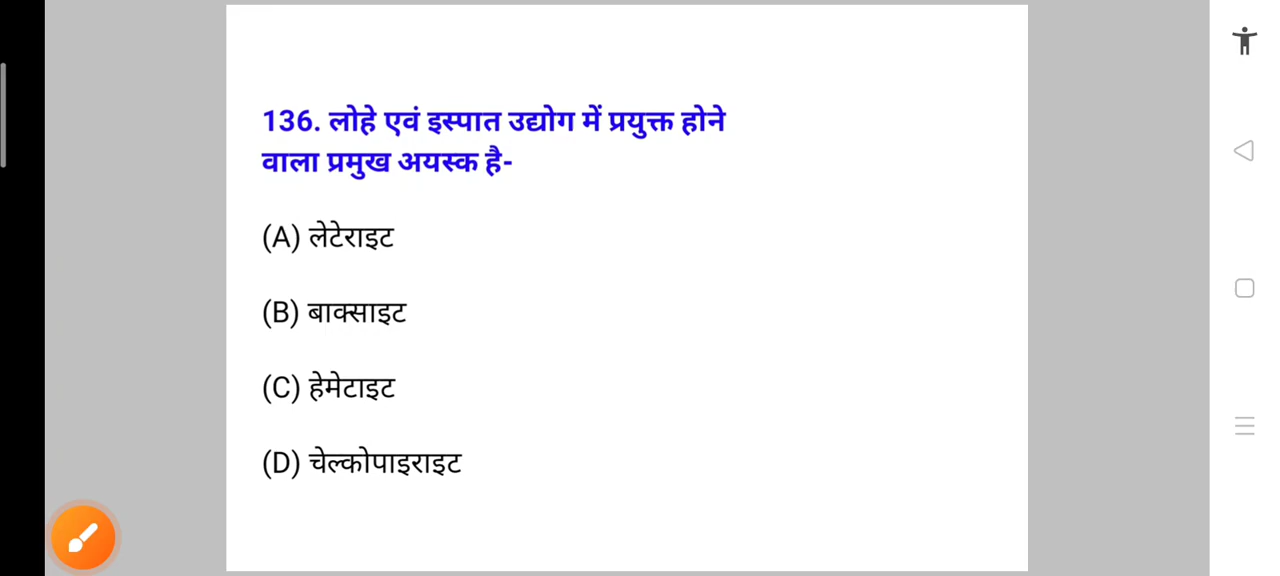 136. लोहे एवं इस्पात उद्योग में प्रयुक्त होने
वाला प्रमुख अयस्क है-
(A) लेटेराइट
(B) बाक्साइट
(C) हेमेटाइट
(D) चेल्कोपाइराइट